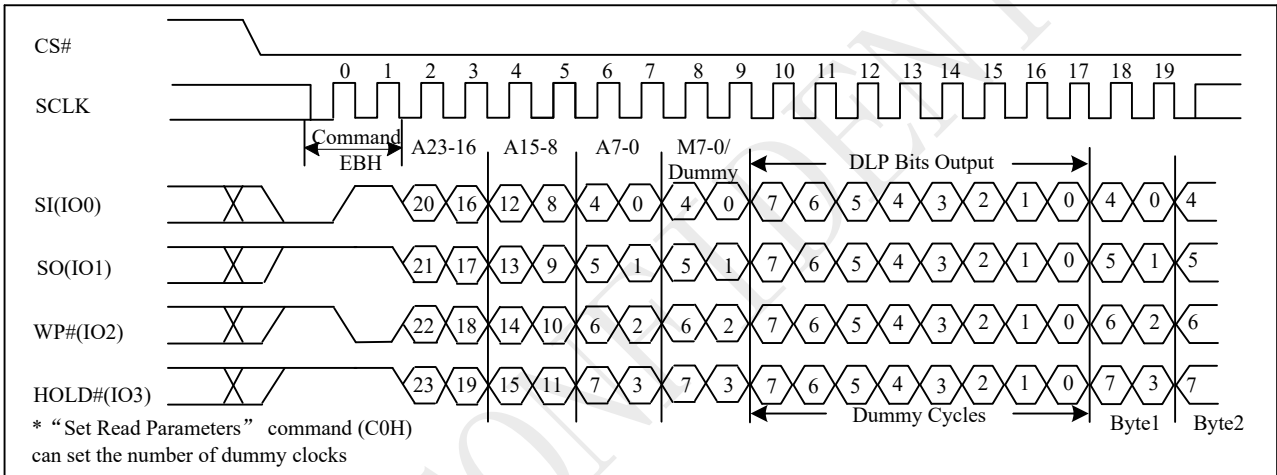 CS#
0 1 2 3 4 5 6 7 8 9 10 11 12 13 14 15 16 17 18 19
SCLK
Command A23-16 A15-8 A7-0 M7-0/ DLP Bits Output
EBH Dummy
SI(IO0) 20 16 12 8 4 0 4 0 7 6 5 4 3 2 1 0 4 0 4
SO(IO1) 21 17 13 9 5 1 5 1 7 6 5 4 3 2 1 0 5 1 5
WP#(IO2) 22 18 14 10 6 2 6 2 7 6 5 4 3 2 1 0 6 2 6
HOLD#(IO3) 23 19 15 11 7 3 7 3 7 6 5 4 3 2 1 0 7 3 7
Dummy Cycles Byte1 Byte2
* “Set Read Parameters” command (C0H)
can set the number of dummy clocks